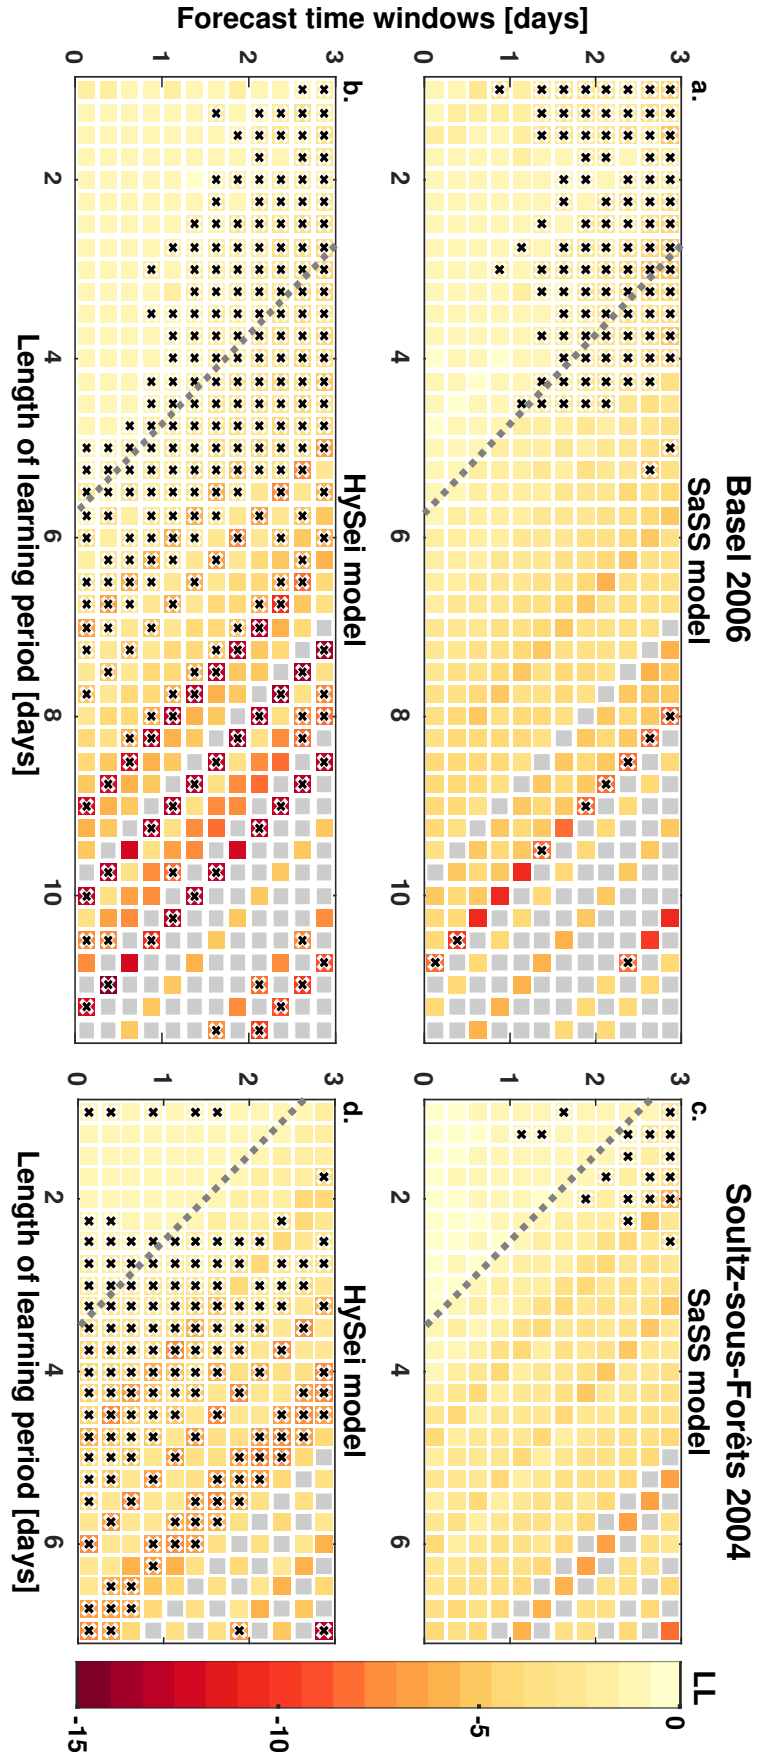 Basel 2006
SaSS model
a.
3
2
1
0
2
4
6
8
10
HySei model
b.
3
2
1
0
2
4
6
8
10
Forecast time windows [days]
Length of learning period [days]
Soultz-sous-Forêts 2004
SaSS model
c.
3
2
1
0
2
4
6
HySei model
d.
3
2
1
0
2
4
6
Length of learning period [days]
LL
0
-5
-10
-15